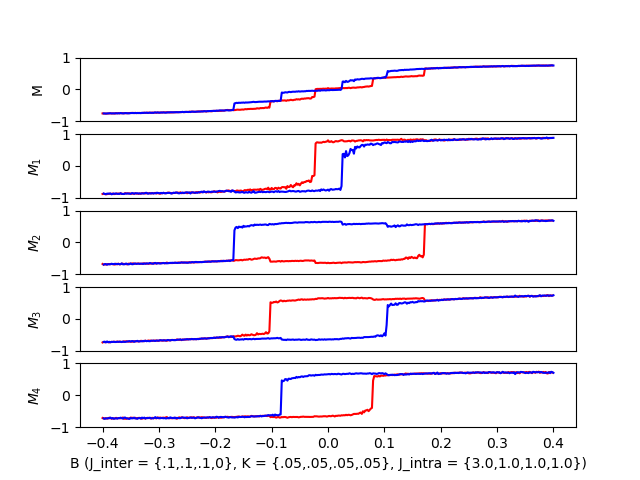 1
0
−1
M
1
0
−1
M₁
1
0
−1
M₂
1
0
−1
M₃
1
0
−1
M₄
−0.4 −0.3 −0.2 −0.1 0.0 0.1 0.2 0.3 0.4
B (J_inter = {.1,.1,.1,0}, K = {.05,.05,.05,.05}, J_intra = {3.0,1.0,1.0,1.0})